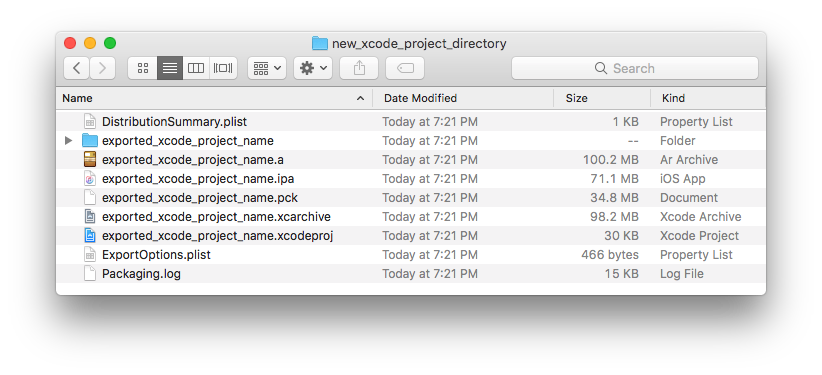 new_xcode_project_directory
Search
Name Date Modified Size Kind
DistributionSummary.plist Today at 7:21 PM 1 KB Property List
exported_xcode_project_name Today at 7:21 PM -- Folder
exported_xcode_project_name.a Today at 7:21 PM 100.2 MB Ar Archive
exported_xcode_project_name.ipa Today at 7:21 PM 71.1 MB iOS App
exported_xcode_project_name.pck Today at 7:21 PM 34.8 MB Document
exported_xcode_project_name.xcarchive Today at 7:21 PM 98.2 MB Xcode Archive
exported_xcode_project_name.xcodeproj Today at 7:21 PM 30 KB Xcode Project
ExportOptions.plist Today at 7:21 PM 466 bytes Property List
Packaging.log Today at 7:21 PM 15 KB Log File